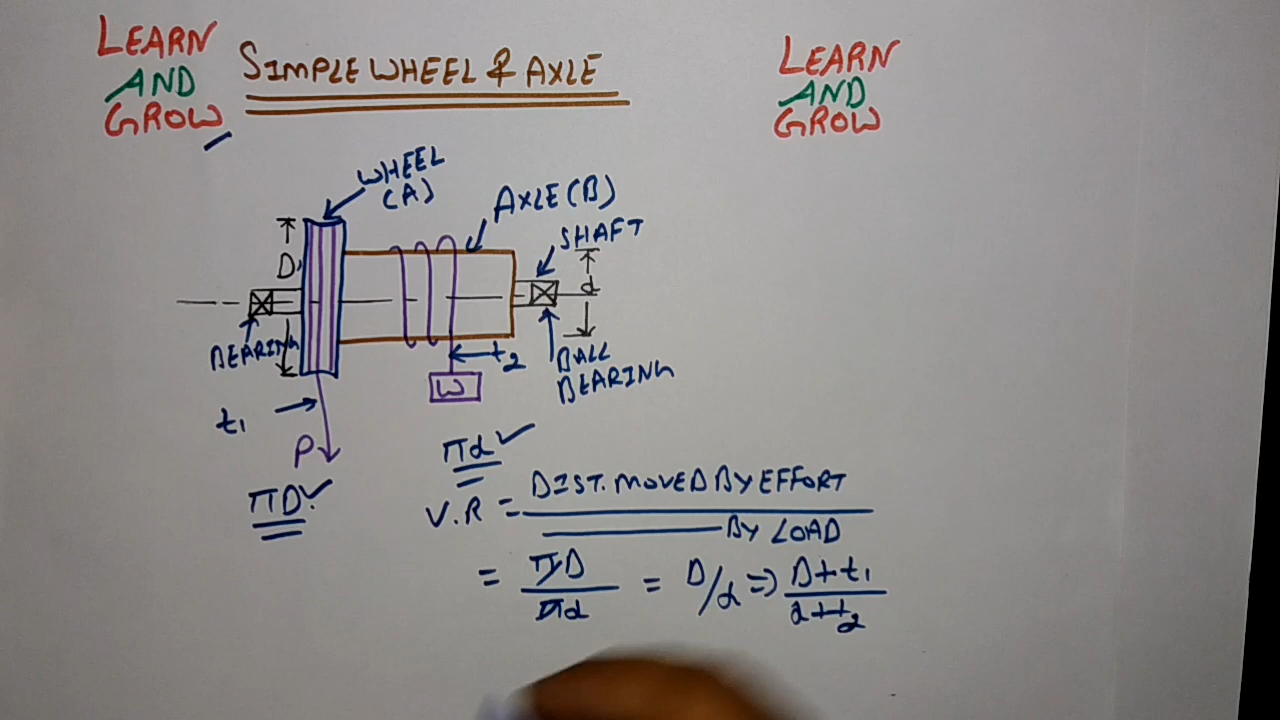 LEARN
AND
GROW
SIMPLE WHEEL & AXLE
LEARN
AND
GROW
WHEEL
(A)
AXLE (B)
SHAFT
D
d
BEARING
t2
BALL
BEARING
W
t1
P
πD
πd
V.R = DIST. MOVED BY EFFORT
BY LOAD
= πD / πd = D/d => D+t1 / d+t2